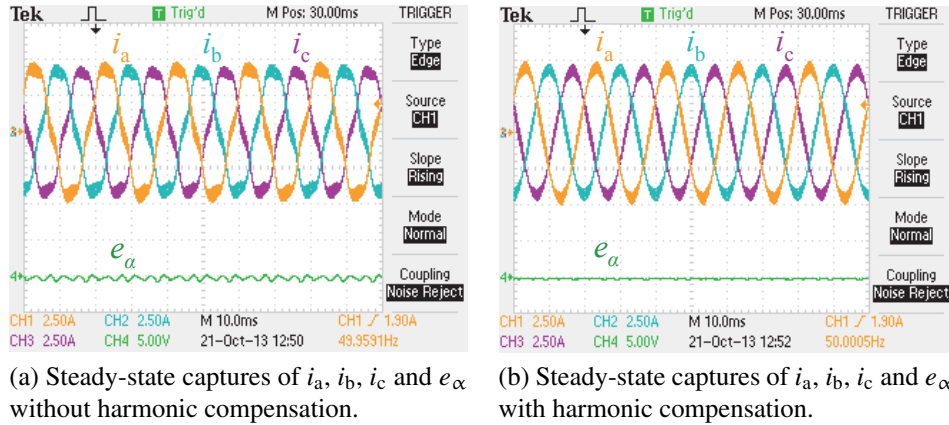 Tek T Trig'd M Pos: 30.00ms TRIGGER
i_a i_b i_c
Type
Edge
Source
CH1
3
Slope
Rising
Mode
Normal
e_α
4
Coupling
Noise Reject
CH1 2.50A CH2 2.50A M 10.0ms CH1 ∫ 1.90A
CH3 2.50A CH4 5.00V 21-Oct-13 12:50 49.9591Hz
(a) Steady-state captures of i_a, i_b, i_c and e_α
without harmonic compensation.
Tek T Trig'd M Pos: 30.00ms TRIGGER
i_a i_b i_c
Type
Edge
Source
CH1
3
Slope
Rising
Mode
Normal
e_α
4
Coupling
Noise Reject
CH1 2.50A CH2 2.50A M 10.0ms CH1 ∫ 1.90A
CH3 2.50A CH4 5.00V 21-Oct-13 12:52 50.0005Hz
(b) Steady-state captures of i_a, i_b, i_c and e_α
with harmonic compensation.